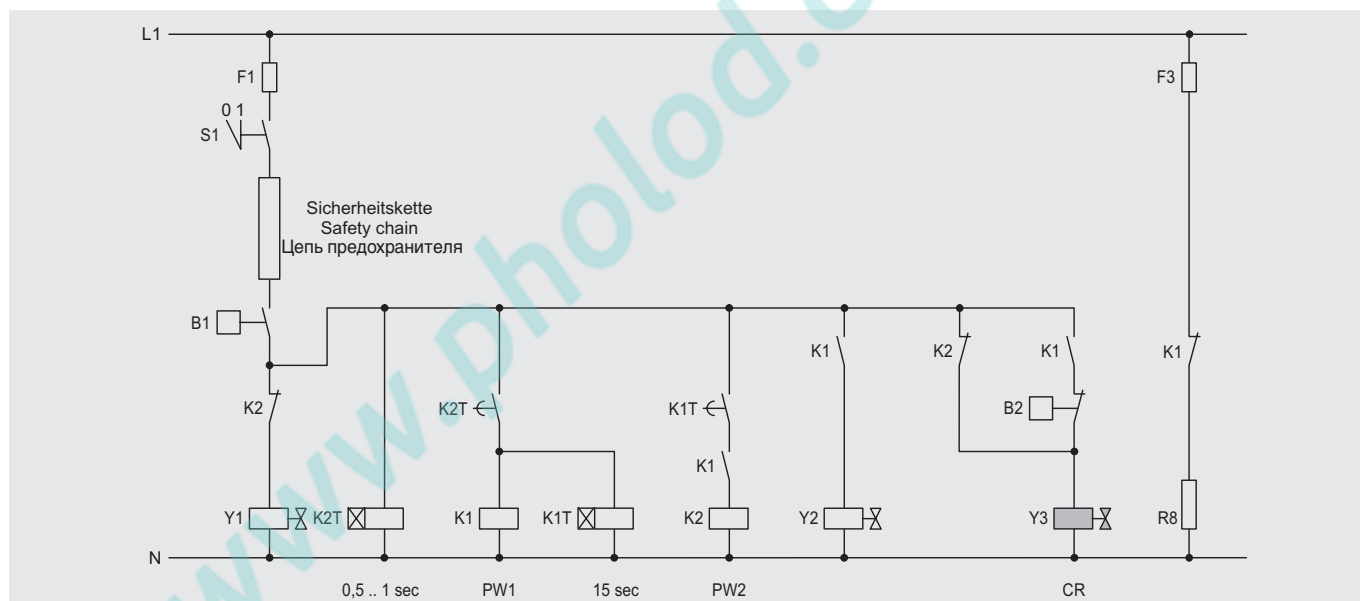 L1
F1
F3
0 1
S1
Sicherheitskette
Safety chain
Цепь предохранителя
B1
K1
K2
K1
K1
K2
K2T
K1T
B2
K1
Y1
K2T
K1
K1T
K2
Y2
Y3
R8
N
0,5 .. 1 sec
PW1
15 sec
PW2
CR
www.pholod.c